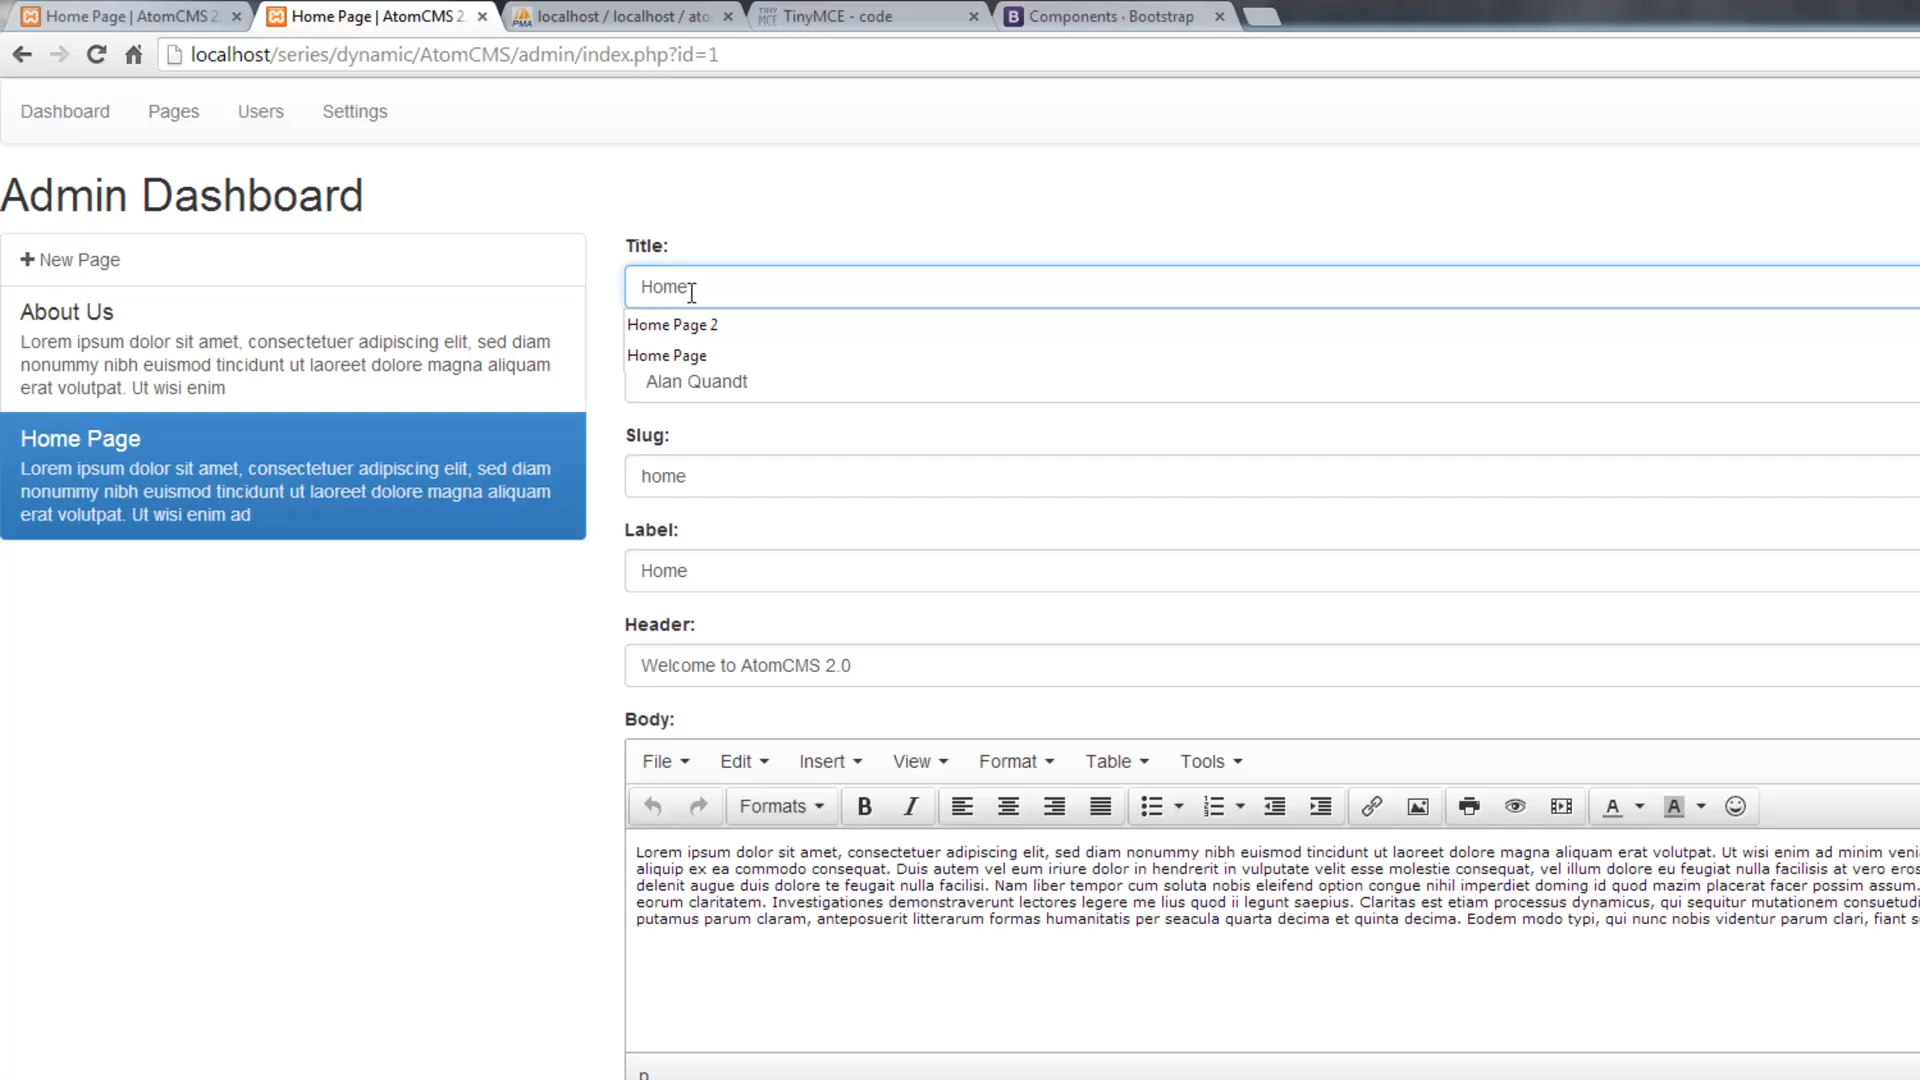 Home Page | AtomCMS 2.
Home Page | AtomCMS 2.
PMA
localhost / localhost / ato
TINY MCE
TinyMCE - code
B
Components · Bootstrap
localhost/series/dynamic/AtomCMS/admin/index.php?id=1
Dashboard
Pages
Users
Settings
Admin Dashboard
New Page
About Us
Lorem ipsum dolor sit amet, consectetuer adipiscing elit, sed diam
nonummy nibh euismod tincidunt ut laoreet dolore magna aliquam
erat volutpat. Ut wisi enim
Home Page
Lorem ipsum dolor sit amet, consectetuer adipiscing elit, sed diam
nonummy nibh euismod tincidunt ut laoreet dolore magna aliquam
erat volutpat. Ut wisi enim ad
Title:
Home
Home Page 2
Home Page
Alan Quandt
Slug:
home
Label:
Home
Header:
Welcome to AtomCMS 2.0
Body:
File
Edit
Insert
View
Format
Table
Tools
Formats
B
I
A
A
Lorem ipsum dolor sit amet, consectetuer adipiscing elit, sed diam nonummy nibh euismod tincidunt ut laoreet dolore magna aliquam erat volutpat. Ut wisi enim ad minim veni
aliquip ex ea commodo consequat. Duis autem vel eum iriure dolor in hendrerit in vulputate velit esse molestie consequat, vel illum dolore eu feugiat nulla facilisis at vero eros
delenit augue duis dolore te feugait nulla facilisi. Nam liber tempor cum soluta nobis eleifend option congue nihil imperdiet doming id quod mazim placerat facer possim assum.
eorum claritatem. Investigationes demonstraverunt lectores legere me lius quod ii legunt saepius. Claritas est etiam processus dynamicus, qui sequitur mutationem consuetudi
putamus parum claram, anteposuerit litterarum formas humanitatis per seacula quarta decima et quinta decima. Eodem modo typi, qui nunc nobis videntur parum clari, fiant s
p